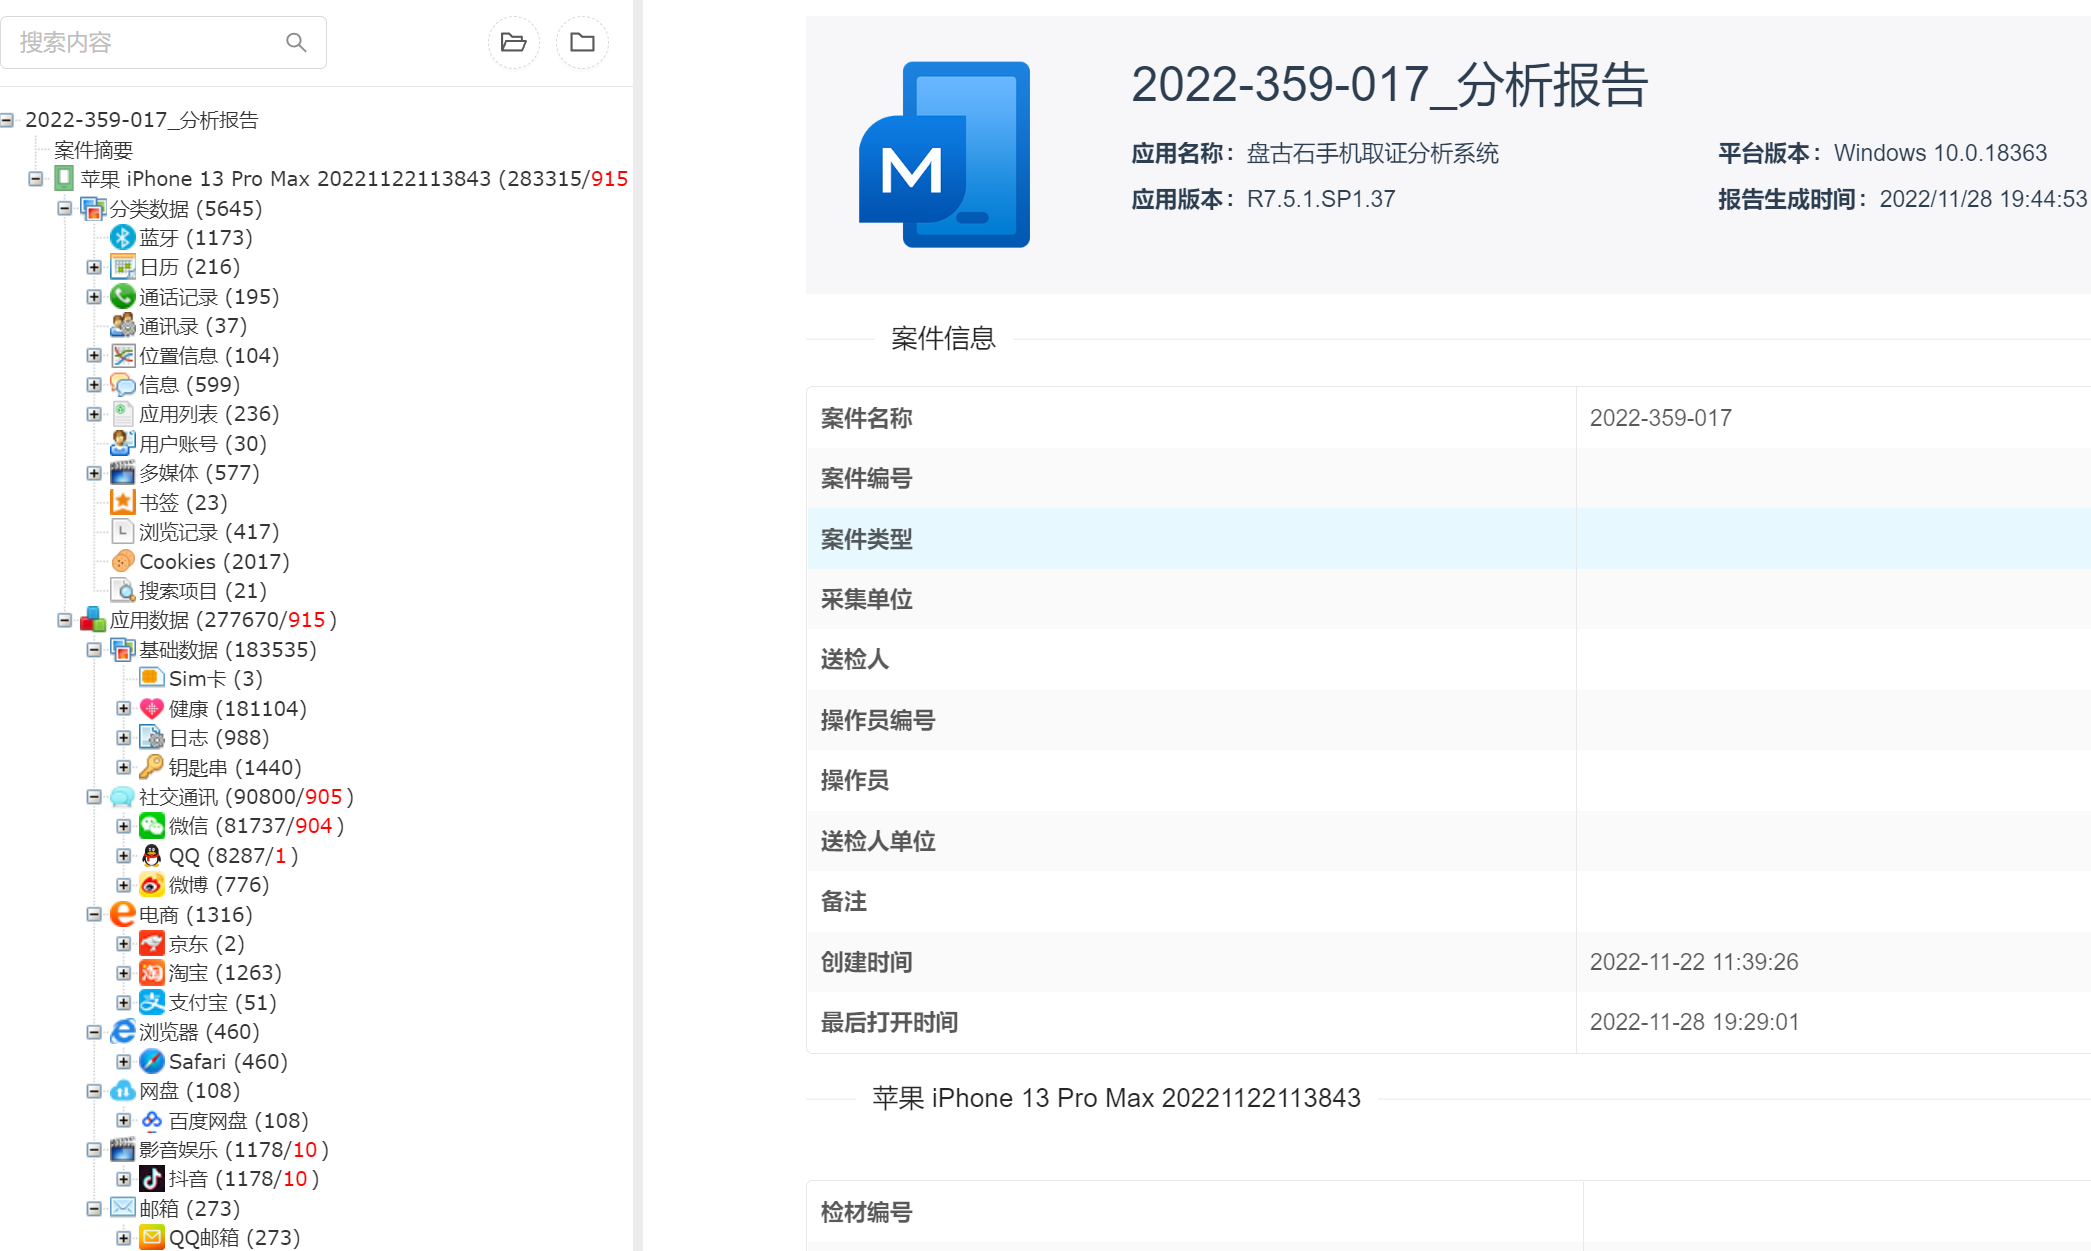 搜索内容
2022-359-017_分析报告
案件摘要
苹果 iPhone 13 Pro Max 20221122113843 (283315/915
分类数据 (5645)
蓝牙 (1173)
日历 (216)
通话记录 (195)
通讯录 (37)
位置信息 (104)
信息 (599)
应用列表 (236)
用户账号 (30)
多媒体 (577)
书签 (23)
浏览记录 (417)
Cookies (2017)
搜索项目 (21)
应用数据 (277670/915)
基础数据 (183535)
Sim卡 (3)
健康 (181104)
日志 (988)
钥匙串 (1440)
社交通讯 (90800/905)
微信 (81737/904)
QQ (8287/1)
微博 (776)
电商 (1316)
京东 (2)
淘宝 (1263)
支付宝 (51)
浏览器 (460)
Safari (460)
网盘 (108)
百度网盘 (108)
影音娱乐 (1178/10)
抖音 (1178/10)
邮箱 (273)
QQ邮箱 (273)
M
2022-359-017_分析报告
应用名称：盘古石手机取证分析系统
平台版本：Windows 10.0.18363
应用版本：R7.5.1.SP1.37
报告生成时间：2022/11/28 19:44:53
案件信息
案件名称 2022-359-017
案件编号
案件类型
采集单位
送检人
操作员编号
操作员
送检人单位
备注
创建时间 2022-11-22 11:39:26
最后打开时间 2022-11-28 19:29:01
苹果 iPhone 13 Pro Max 20221122113843
检材编号